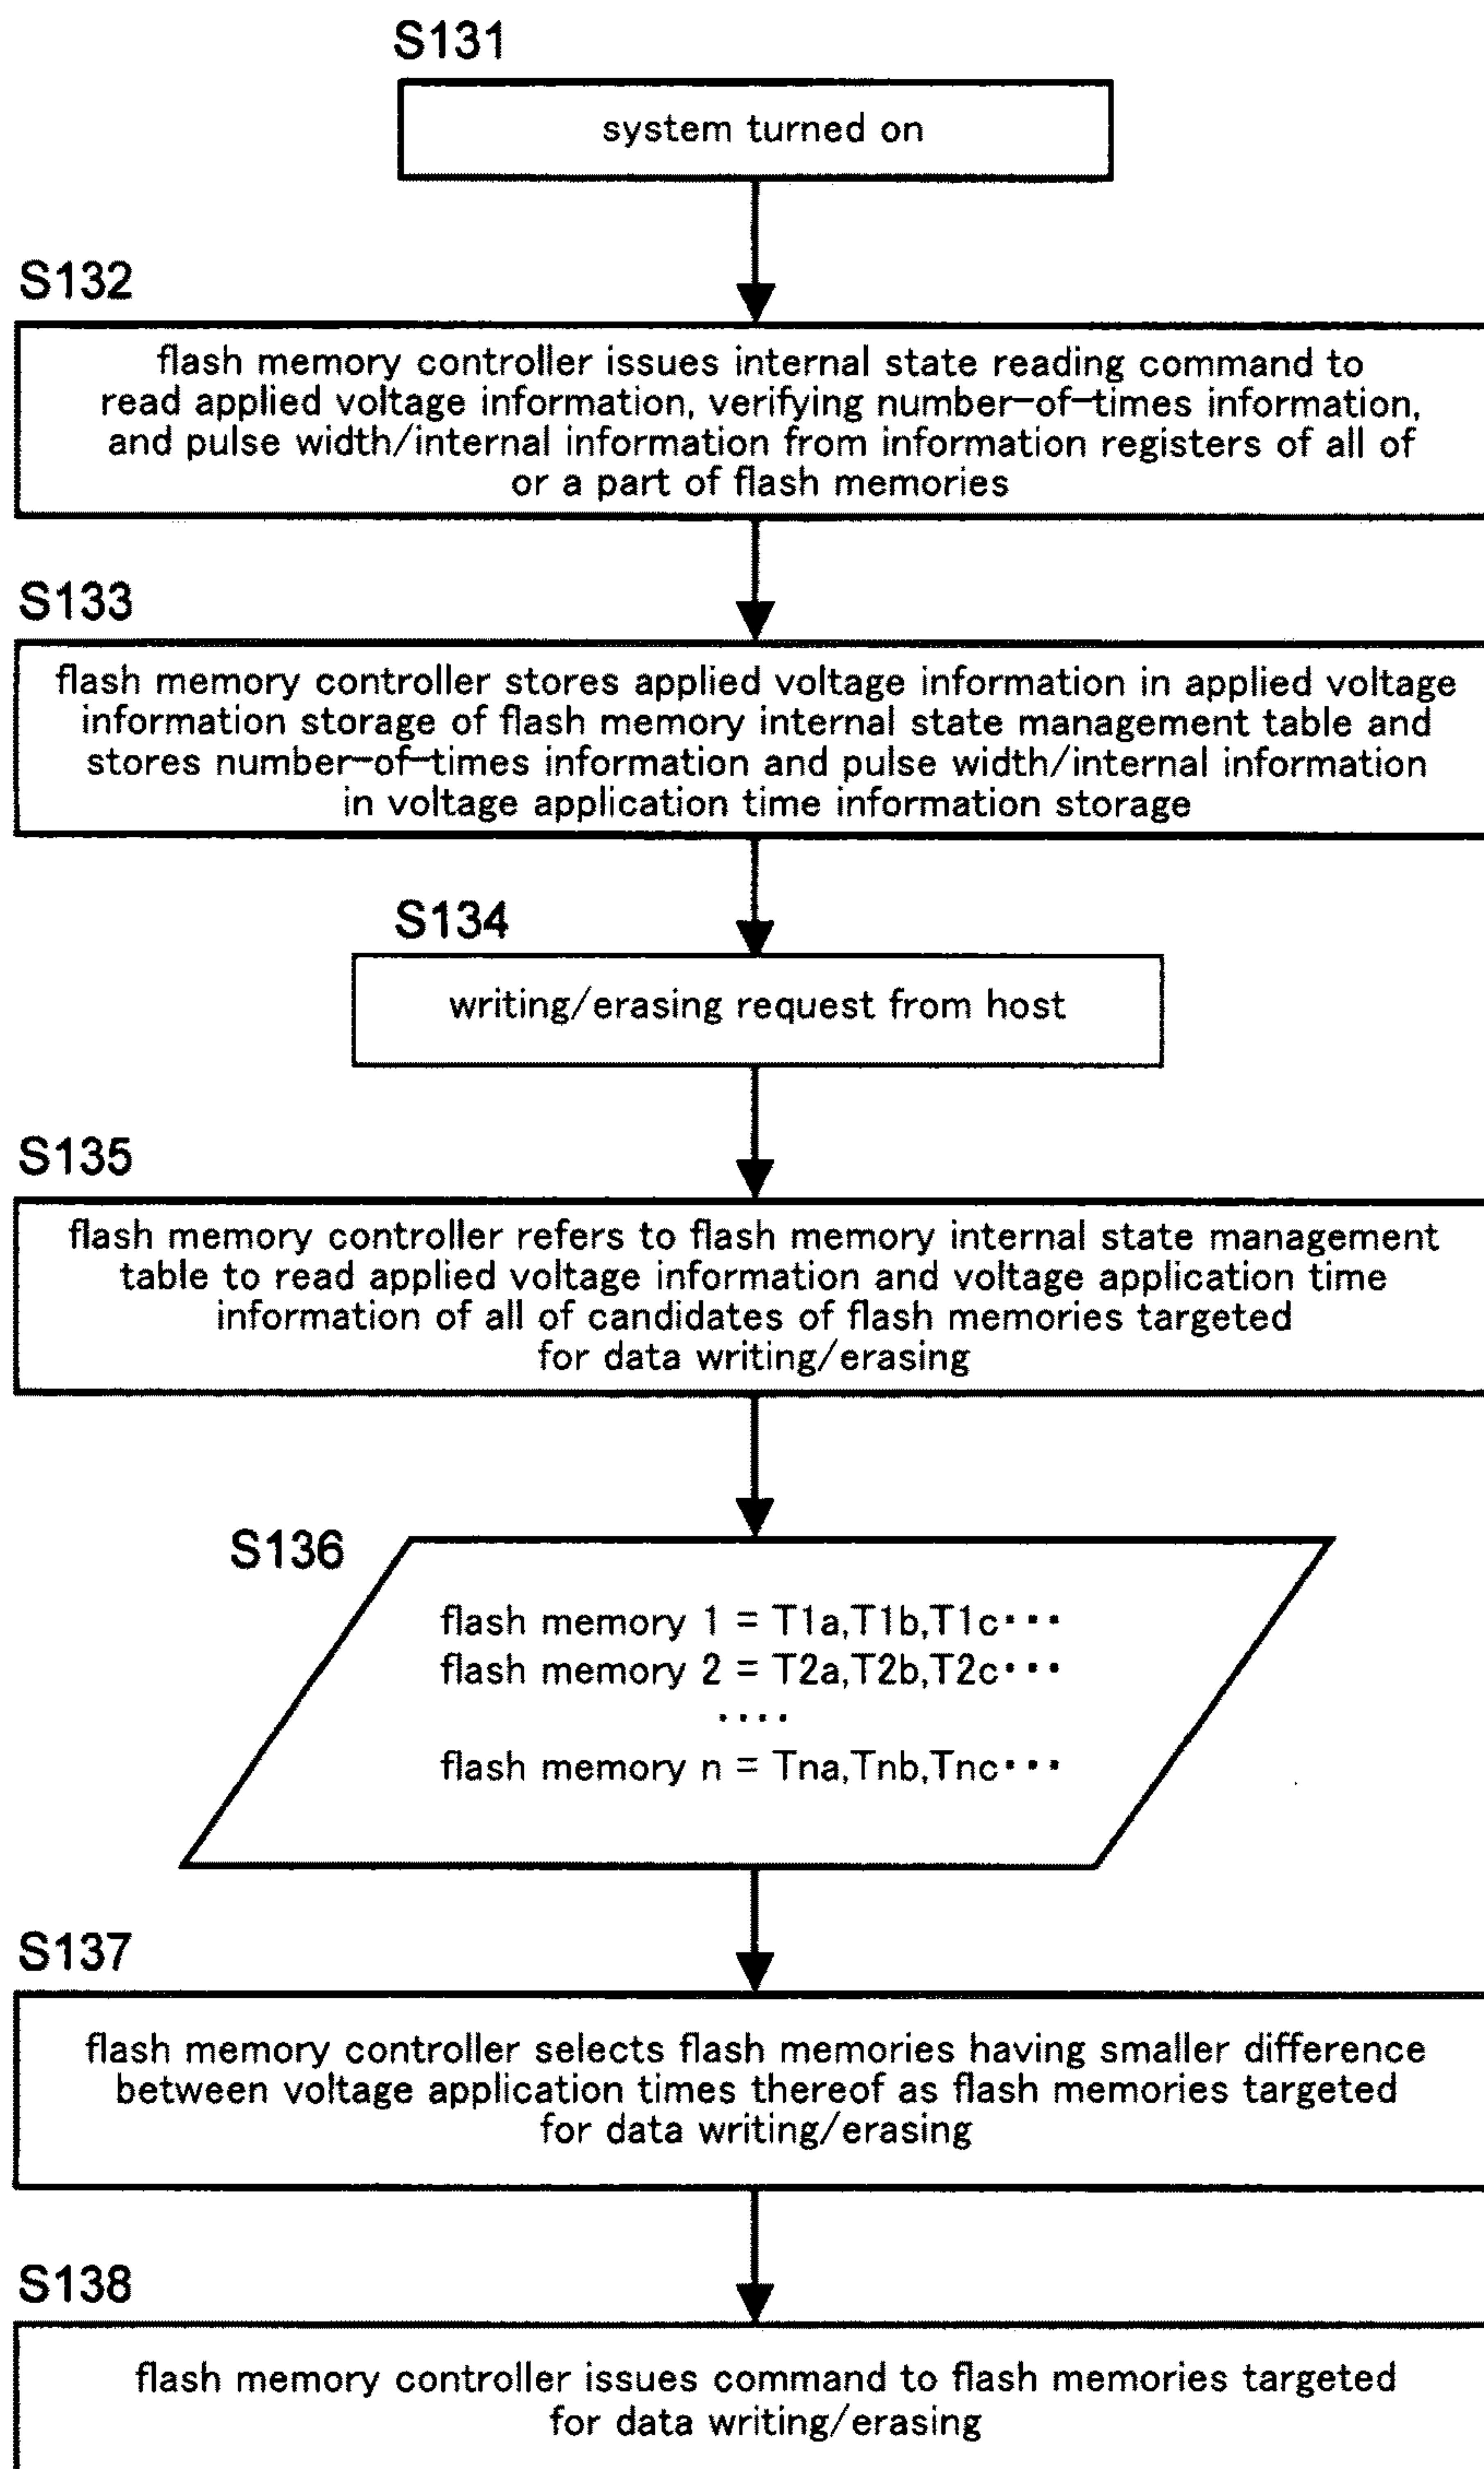 S131
system turned on
S132
flash memory controller issues internal state reading command to
read applied voltage information, verifying number-of-times information,
and pulse width/internal information from information registers of all of
or a part of flash memories
S133
flash memory controller stores applied voltage information in applied voltage
information storage of flash memory internal state management table and
stores number-of-times information and pulse width/internal information
in voltage application time information storage
S134
writing/erasing request from host
S135
flash memory controller refers to flash memory internal state management
table to read applied voltage information and voltage application time
information of all of candidates of flash memories targeted
for data writing/erasing
S136
flash memory 1 = T1a,T1b,T1c···
flash memory 2 = T2a,T2b,T2c···
····
flash memory n = Tna,Tnb,Tnc···
S137
flash memory controller selects flash memories having smaller difference
between voltage application times thereof as flash memories targeted
for data writing/erasing
S138
flash memory controller issues command to flash memories targeted
for data writing/erasing